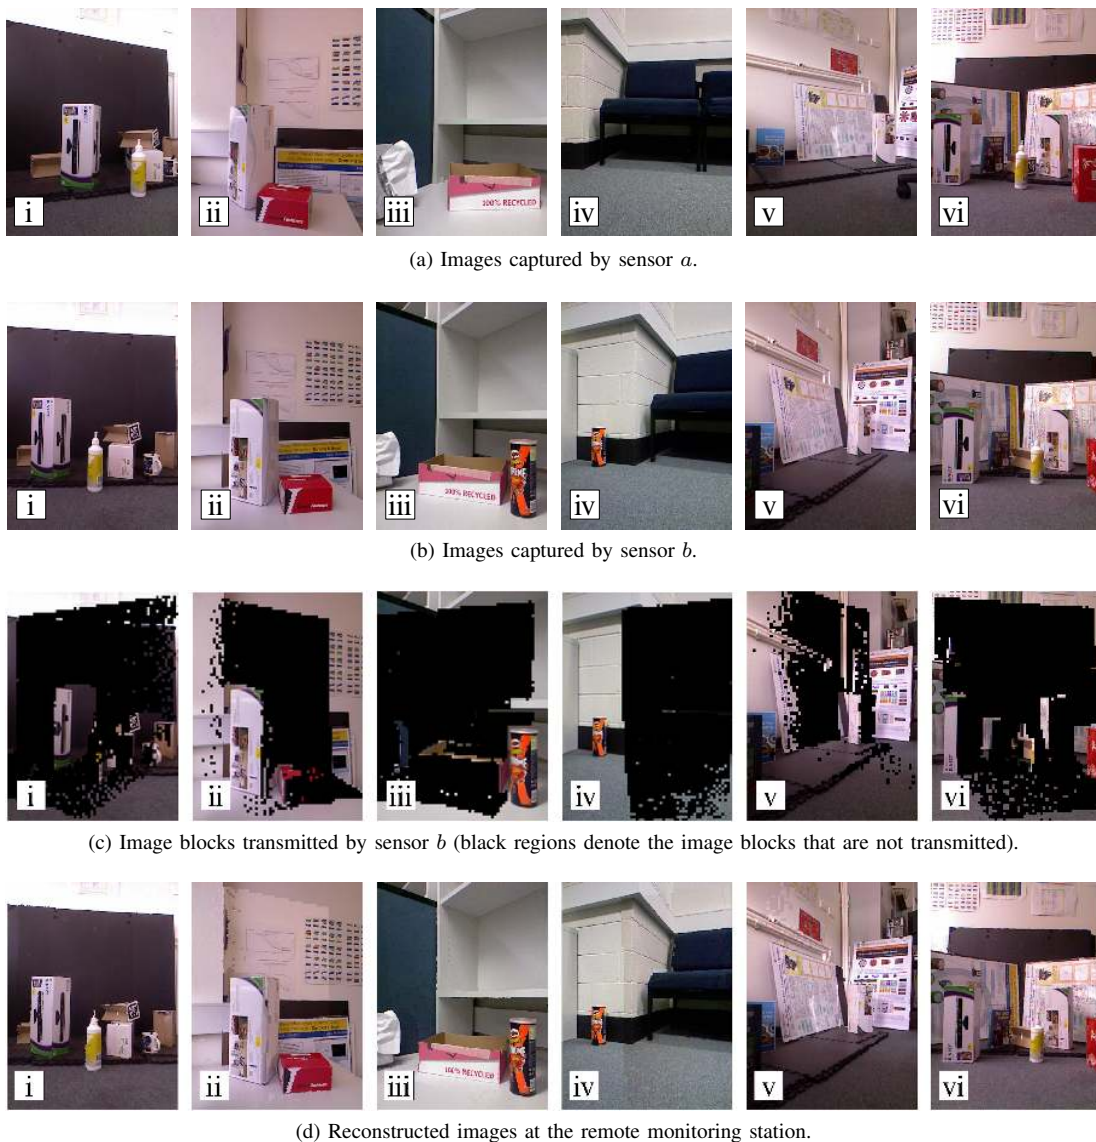 i ii iii iv v vi
100% RECYCLED
(a) Images captured by sensor a.
i ii iii iv v vi
100% RECYCLED
(b) Images captured by sensor b.
i ii iii iv v vi
(c) Image blocks transmitted by sensor b (black regions denote the image blocks that are not transmitted).
i ii iii iv v vi
100% RECYCLED
(d) Reconstructed images at the remote monitoring station.